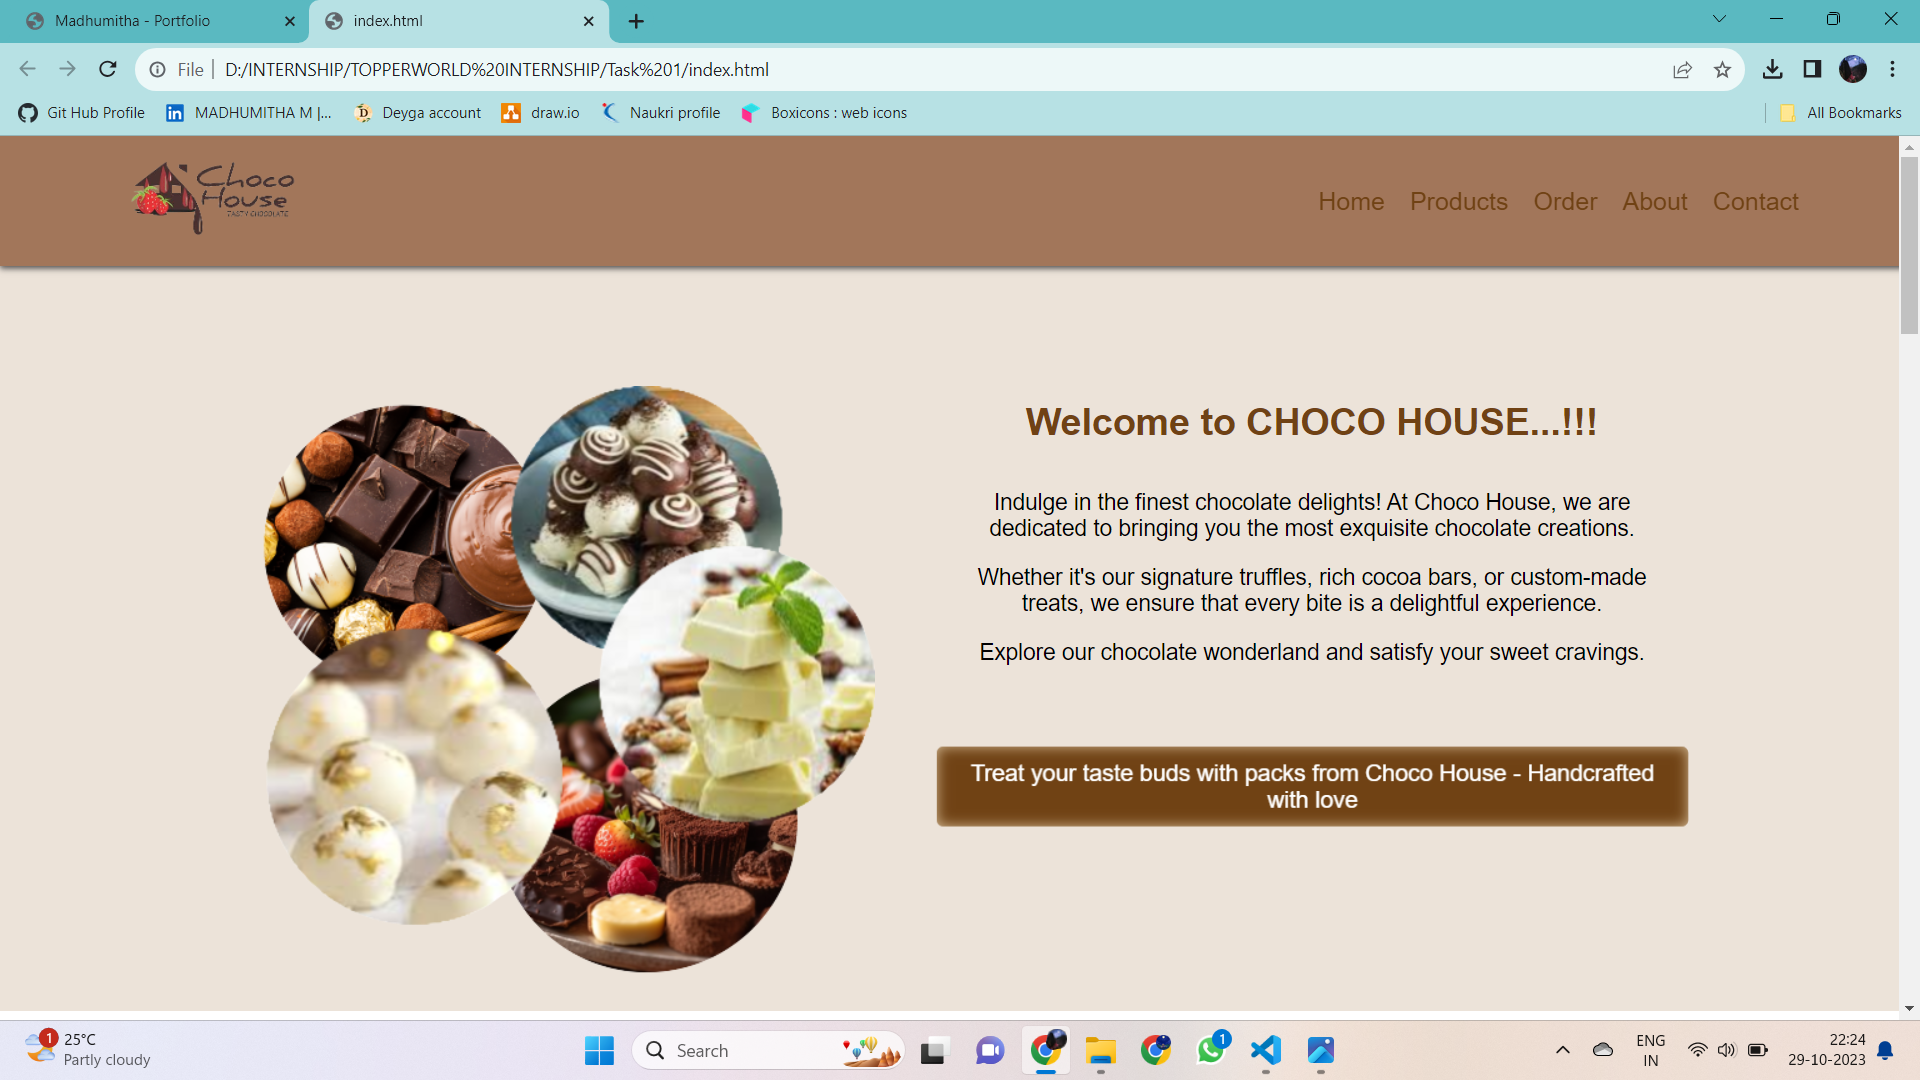 Madhumitha - Portfolio
index.html
File
D:/INTERNSHIP/TOPPERWORLD%20INTERNSHIP/Task%201/index.html
Git Hub Profile
MADHUMITHA M |...
Deyga account
draw.io
Naukri profile
Boxicons : web icons
All Bookmarks
Choco
House
TASTY CHOCOLATE
Home
Products
Order
About
Contact
Welcome to CHOCO HOUSE...!!!
Indulge in the finest chocolate delights! At Choco House, we are
dedicated to bringing you the most exquisite chocolate creations.
Whether it's our signature truffles, rich cocoa bars, or custom-made
treats, we ensure that every bite is a delightful experience.
Explore our chocolate wonderland and satisfy your sweet cravings.
Treat your taste buds with packs from Choco House - Handcrafted
with love
1
25°C
Partly cloudy
Search
1
ENG
IN
22:24
29-10-2023